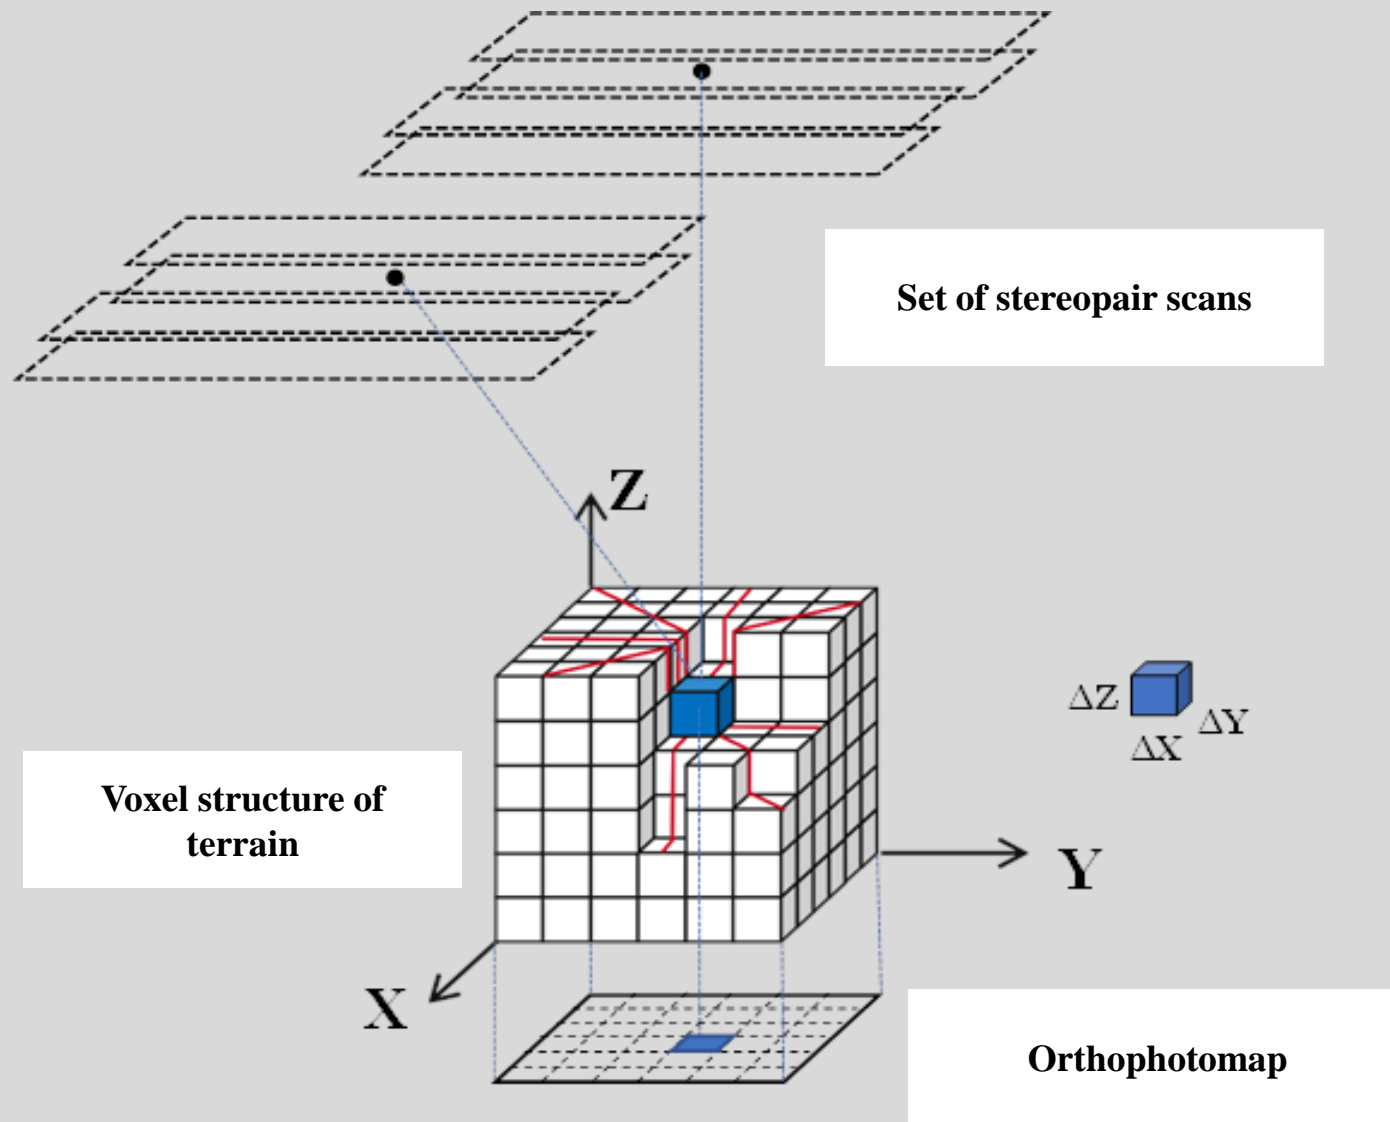 Set of stereopair scans
Z
ΔZ
ΔY
ΔX
Voxel structure of
terrain
Y
X
Orthophotomap